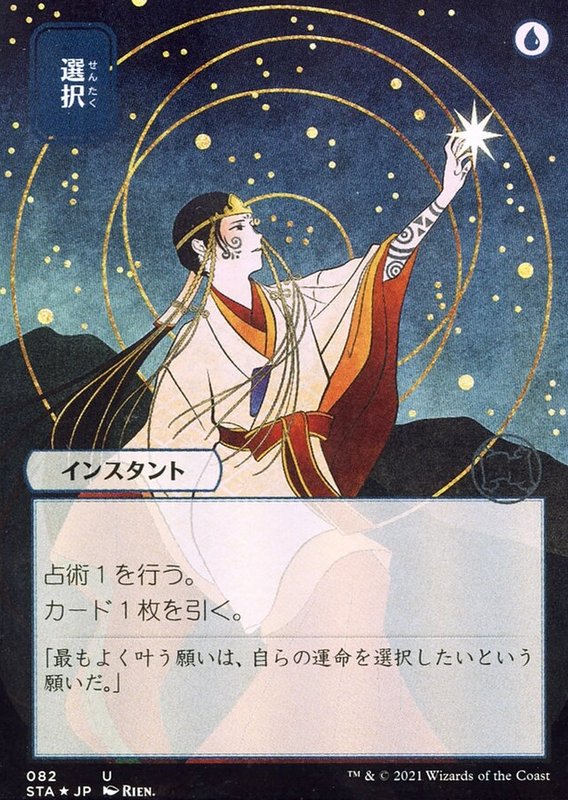 選択
せんたく
インスタント
占術1を行う。
カード1枚を引く。
「最もよく叶う願いは、自らの運命を選択したいという
願いだ。」
082 U
STA★JP RIEN.
™ & © 2021 Wizards of the Coast